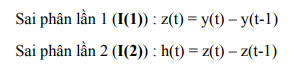 Sai phân lần 1 (I(1)) : z(t) = y(t) – y(t-1)
Sai phân lần 2 (I(2)) : h(t) = z(t) – z(t-1)